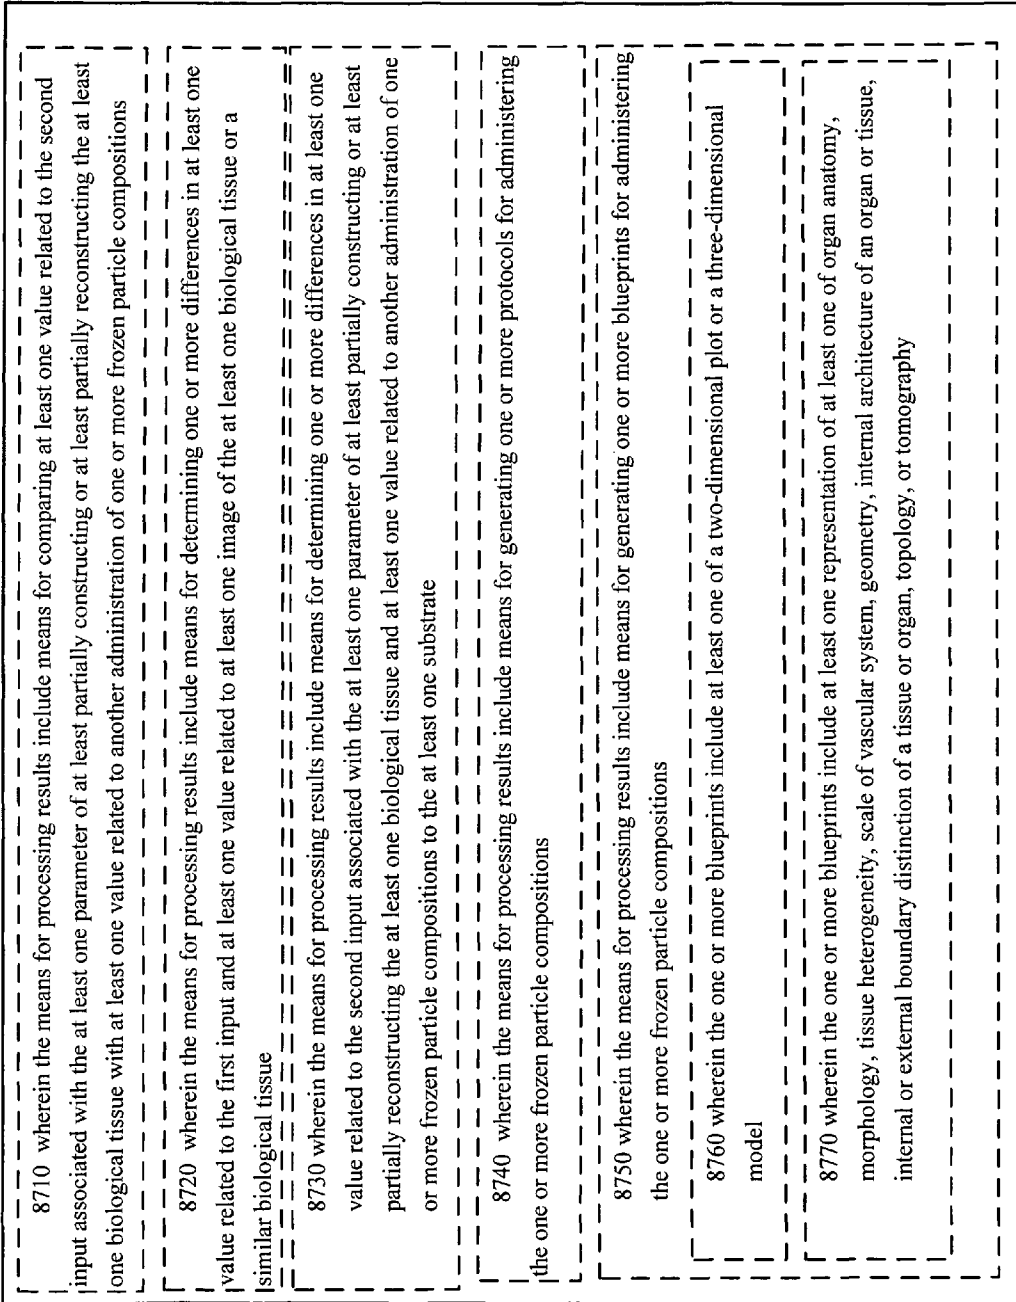 8710 wherein the means for processing results include means for comparing at least one value related to the second
input associated with the at least one parameter of at least partially constructing or at least partially reconstructing the at least
one biological tissue with at least one value related to another administration of one or more frozen particle compositions
8720 wherein the means for processing results include means for determining one or more differences in at least one
value related to the first input and at least one value related to at least one image of the at least one biological tissue or a
similar biological tissue
8730 wherein the means for processing results include means for determining one or more differences in at least one
value related to the second input associated with the at least one parameter of at least partially constructing or at least
partially reconstructing the at least one biological tissue and at least one value related to another administration of one
or more frozen particle compositions to the at least one substrate
8740 wherein the means for processing results include means for generating one or more protocols for administering
the one or more frozen particle compositions
8750 wherein the means for processing results include means for generating one or more blueprints for administering
the one or more frozen particle compositions
8760 wherein the one or more blueprints include at least one of a two-dimensional plot or a three-dimensional
model
8770 wherein the one or more blueprints include at least one representation of at least one of organ anatomy,
morphology, tissue heterogeneity, scale of vascular system, geometry, internal architecture of an organ or tissue,
internal or external boundary distinction of a tissue or organ, topology, or tomography